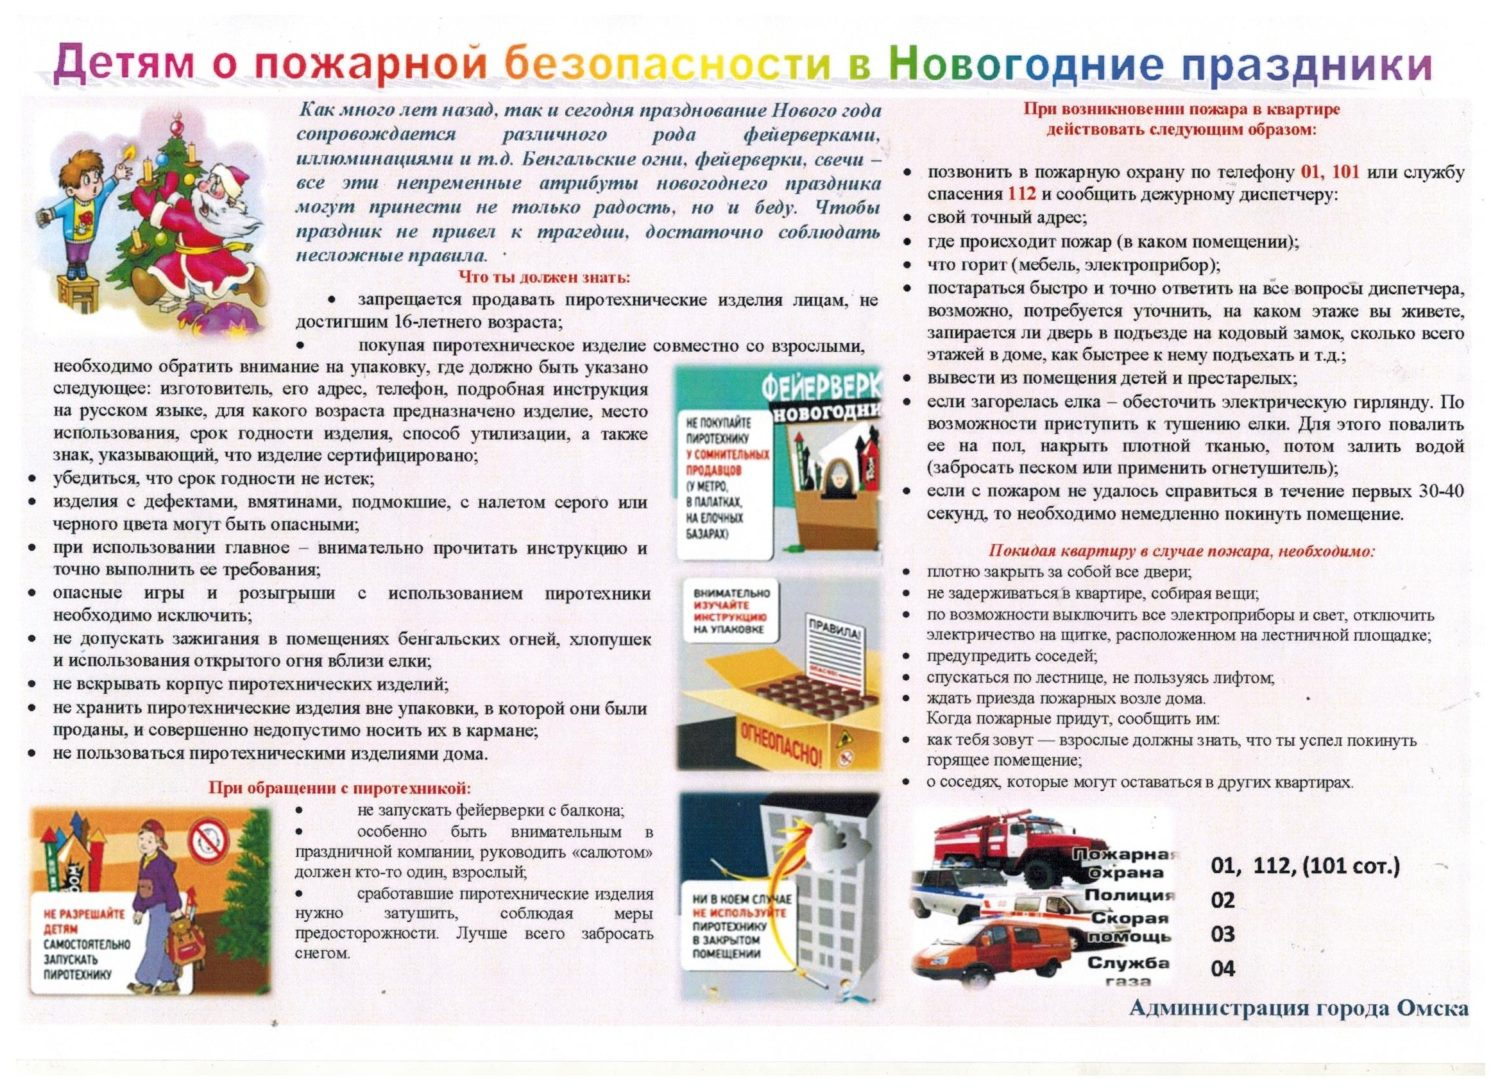 Детям о пожарной безопасности в Новогодние праздники
Как много лет назад, так и сегодня празднование Нового года
сопровождается различного рода фейерверками,
иллюминациями и т.д. Бенгальские огни, фейерверки, свечи –
все эти непременные атрибуты новогоднего праздника
могут принести не только радость, но и беду. Чтобы
праздник не привел к трагедии, достаточно соблюдать
несложные правила.
Что ты должен знать:
• запрещается продавать пиротехнические изделия лицам, не
достигшим 16-летнего возраста;
• покупая пиротехническое изделие совместно со взрослыми,
необходимо обратить внимание на упаковку, где должно быть указано
следующее: изготовитель, его адрес, телефон, подробная инструкция
на русском языке, для какого возраста предназначено изделие, место
использования, срок годности изделия, способ утилизации, а также
знак, указывающий, что изделие сертифицировано;
• убедиться, что срок годности не истек;
• изделия с дефектами, вмятинами, подмокшие, с налетом серого или
черного цвета могут быть опасными;
• при использовании главное – внимательно прочитать инструкцию и
точно выполнить ее требования;
• опасные игры и розыгрыши с использованием пиротехники
необходимо исключить;
• не допускать зажигания в помещениях бенгальских огней, хлопушек
и использования открытого огня вблизи елки;
• не вскрывать корпус пиротехнических изделий;
• не хранить пиротехнические изделия вне упаковки, в которой они были
проданы, и совершенно недопустимо носить их в кармане;
• не пользоваться пиротехническими изделиями дома.
При обращении с пиротехникой:
• не запускать фейерверки с балкона;
• особенно быть внимательным в
праздничной компании, руководить «салютом»
должен кто-то один, взрослый;
• сработавшие пиротехнические изделия
нужно затушить, соблюдая меры
предосторожности. Лучше всего забросать
снегом.
НЕ РАЗРЕШАЙТЕ
ДЕТЯМ
САМОСТОЯТЕЛЬНО
ЗАПУСКАТЬ
ПИРОТЕХНИКУ
ФЕЙЕРВЕРК
НОВОГОДНИ
НЕ ПОКУПАЙТЕ
ПИРОТЕХНИКУ
У СОМНИТЕЛЬНЫХ
ПРОДАВЦОВ
(У МЕТРО,
В ПАЛАТКАХ,
НА ЕЛОЧНЫХ
БАЗАРАХ)
ВНИМАТЕЛЬНО
ИЗУЧАЙТЕ
ИНСТРУКЦИЮ
НА УПАКОВКЕ
ПРАВИЛА!
ОГНЕОПАСНО!
НИ В КОЕМ СЛУЧАЕ
НЕ ИСПОЛЬЗУЙТЕ
ПИРОТЕХНИКУ
В ЗАКРЫТОМ
ПОМЕЩЕНИИ
При возникновении пожара в квартире
действовать следующим образом:
• позвонить в пожарную охрану по телефону 01, 101 или службу
спасения 112 и сообщить дежурному диспетчеру:
• свой точный адрес;
• где происходит пожар (в каком помещении);
• что горит (мебель, электроприбор);
• постараться быстро и точно ответить на все вопросы диспетчера,
возможно, потребуется уточнить, на каком этаже вы живете,
запирается ли дверь в подъезде на кодовый замок, сколько всего
этажей в доме, как быстрее к нему подъехать и т.д.;
• вывести из помещения детей и престарелых;
• если загорелась елка – обесточить электрическую гирлянду. По
возможности приступить к тушению елки. Для этого повалить
ее на пол, накрыть плотной тканью, потом залить водой
(забросать песком или применить огнетушитель);
• если с пожаром не удалось справиться в течение первых 30-40
секунд, то необходимо немедленно покинуть помещение.
Покидая квартиру в случае пожара, необходимо:
• плотно закрыть за собой все двери;
• не задерживаться в квартире, собирая вещи;
• по возможности выключить все электроприборы и свет, отключить
электричество на щитке, расположенном на лестничной площадке;
• предупредить соседей;
• спускаться по лестнице, не пользуясь лифтом;
• ждать приезда пожарных возле дома.
Когда пожарные придут, сообщить им:
• как тебя зовут — взрослые должны знать, что ты успел покинуть
горящее помещение;
• о соседях, которые могут оставаться в других квартирах.
Пожарная
охрана
01, 112, (101 сот.)
Полиция
02
Скорая
помощь
03
Служба
газа
04
Администрация города Омска